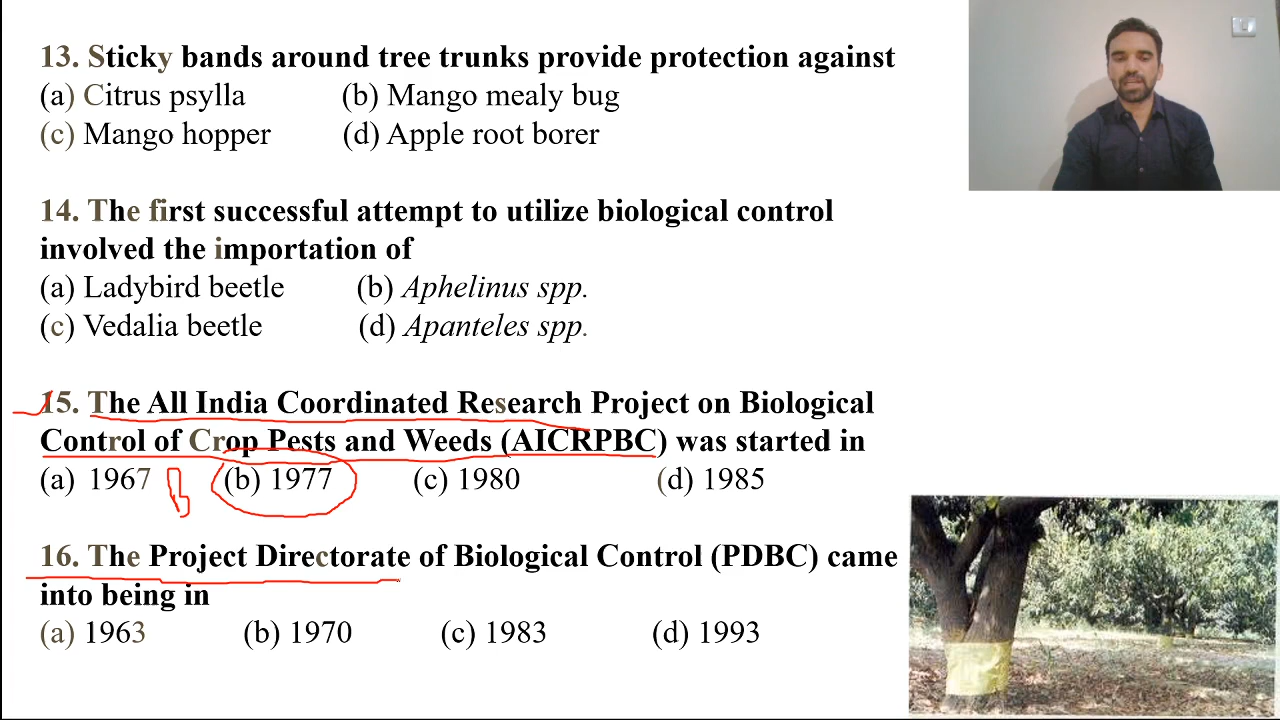 13. Sticky bands around tree trunks provide protection against
(a) Citrus psylla (b) Mango mealy bug
(c) Mango hopper (d) Apple root borer
14. The first successful attempt to utilize biological control
involved the importation of
(a) Ladybird beetle (b) Aphelinus spp.
(c) Vedalia beetle (d) Apanteles spp.
15. The All India Coordinated Research Project on Biological
Control of Crop Pests and Weeds (AICRPBC) was started in
(a) 1967 (b) 1977 (c) 1980 (d) 1985
16. The Project Directorate of Biological Control (PDBC) came
into being in
(a) 1963 (b) 1970 (c) 1983 (d) 1993